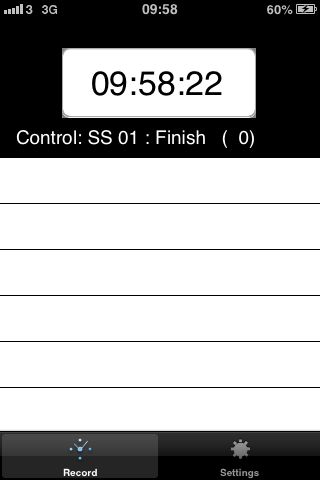 3 3G 09:58 60%
09:58:22
Control: SS 01 : Finish ( 0)
Record Settings